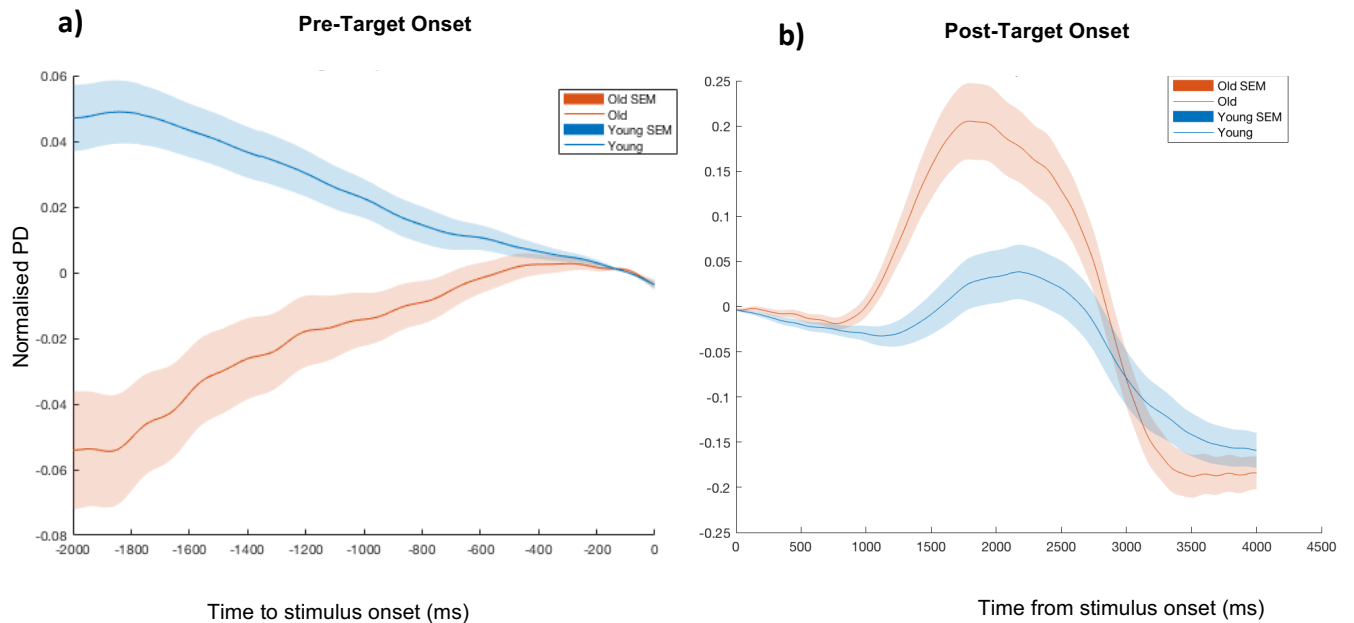 a)
Pre-Target Onset
Normalised PD
0.06
0.04
0.02
0
-0.02
-0.04
-0.06
-0.08
-2000 -1800 -1600 -1400 -1200 -1000 -800 -600 -400 -200 0
Old SEM
Old
Young SEM
Young
Time to stimulus onset (ms)
b)
Post-Target Onset
0.25
0.2
0.15
0.1
0.05
0
-0.05
-0.1
-0.15
-0.2
-0.25
0 500 1000 1500 2000 2500 3000 3500 4000 4500
Old SEM
Old
Young SEM
Young
Time from stimulus onset (ms)